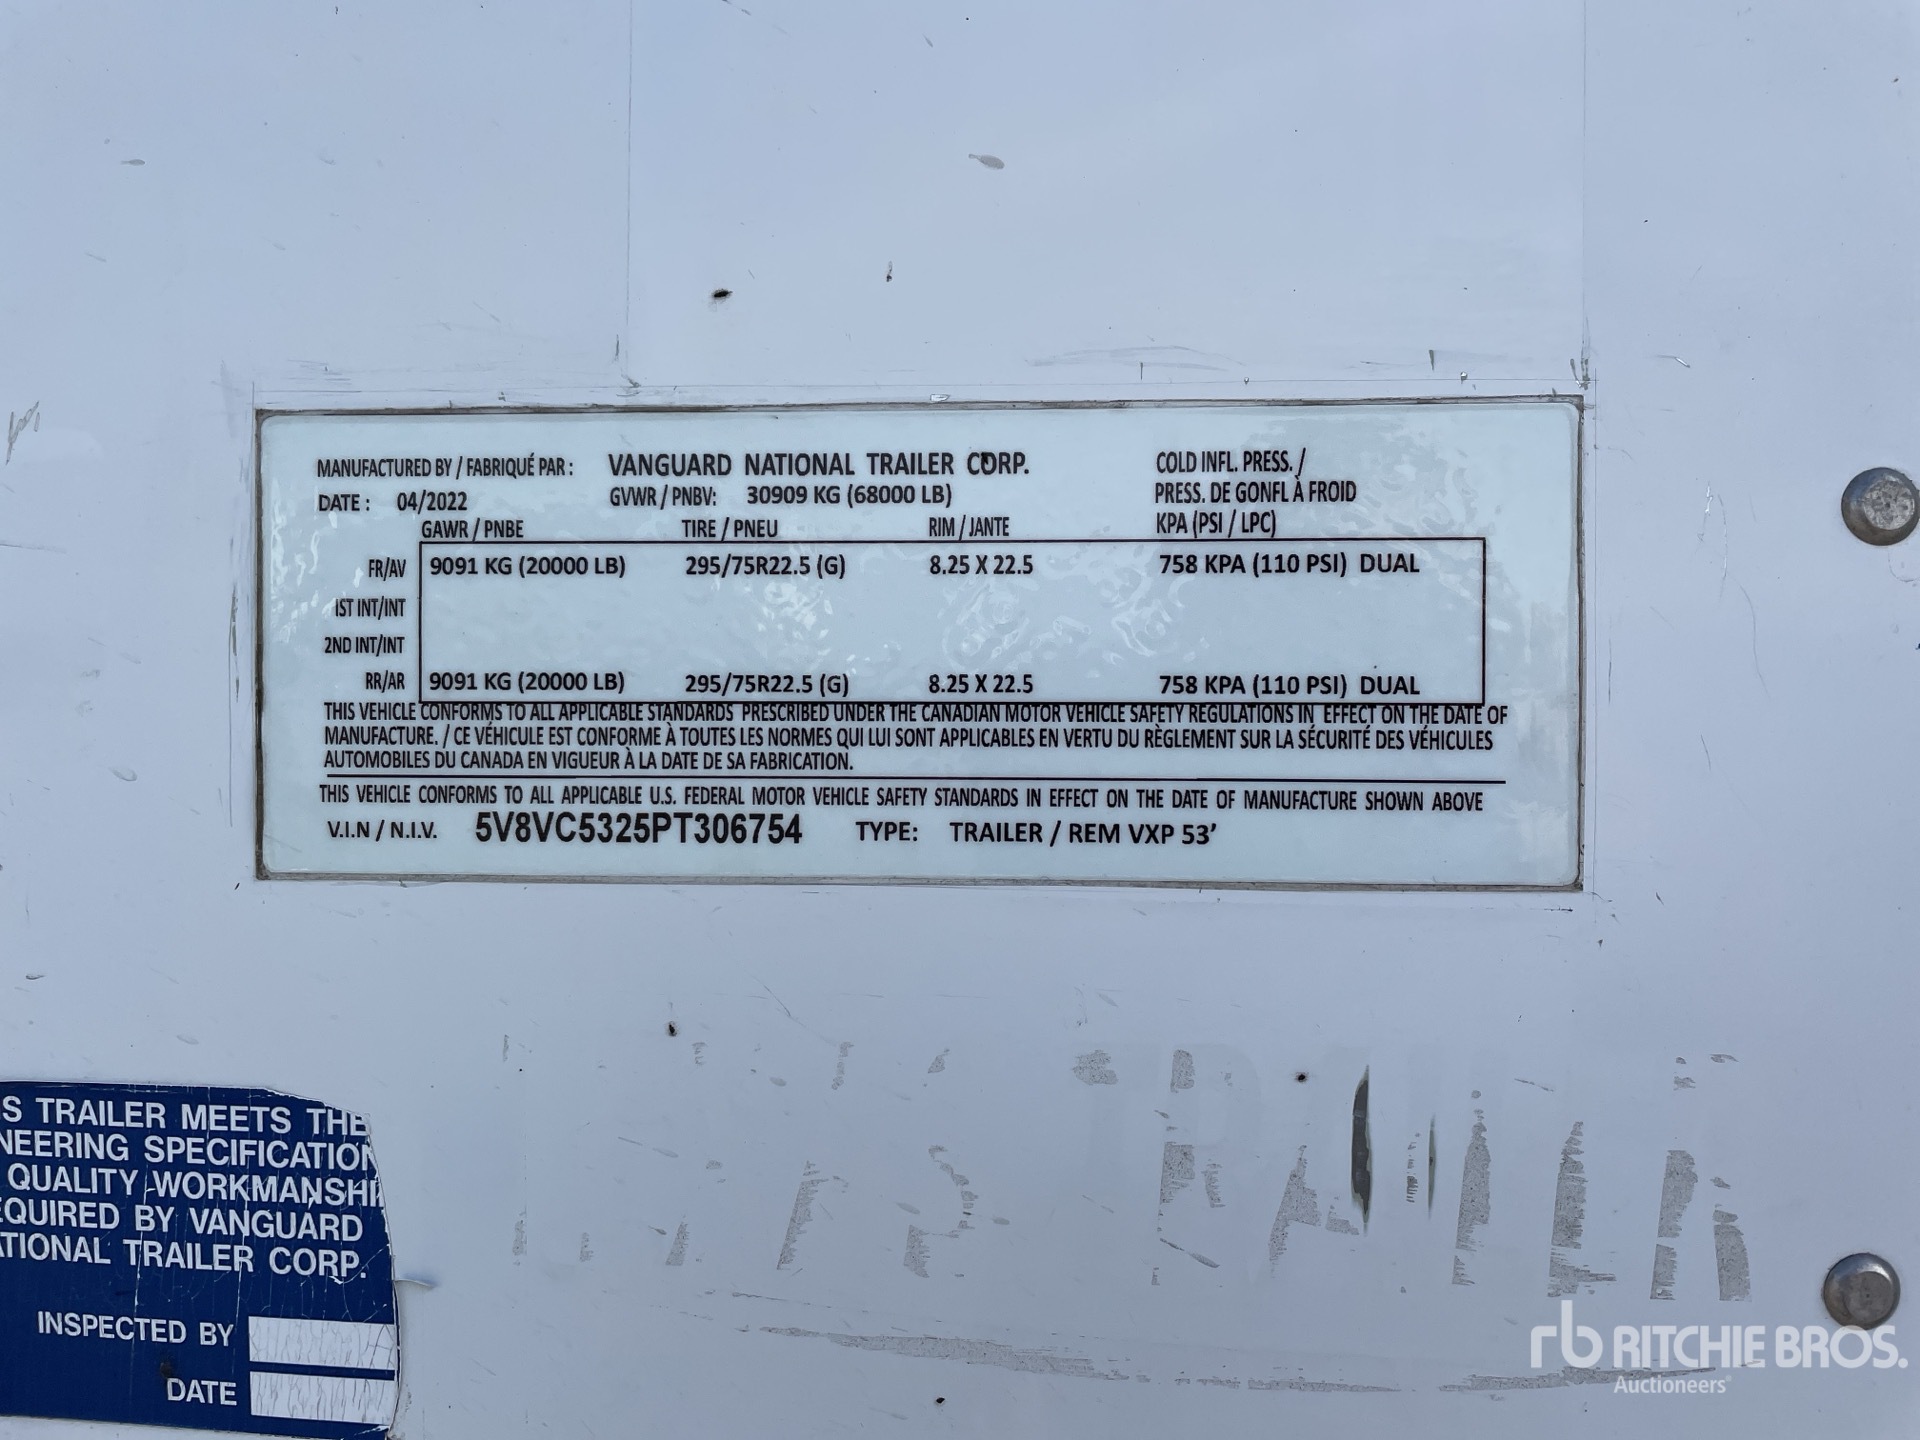 MANUFACTURED BY / FABRIQUÉ PAR : VANGUARD NATIONAL TRAILER CORP. COLD INFL. PRESS. /
DATE : 04/2022 GVWR / PNBV: 30909 KG (68000 LB) PRESS. DE GONFL À FROID
GAWR / PNBE TIRE / PNEU RIM / JANTE KPA (PSI / LPC)
FR/AV 9091 KG (20000 LB) 295/75R22.5 (G) 8.25 X 22.5 758 KPA (110 PSI) DUAL
1ST INT/INT
2ND INT/INT
RR/AR 9091 KG (20000 LB) 295/75R22.5 (G) 8.25 X 22.5 758 KPA (110 PSI) DUAL
THIS VEHICLE CONFORMS TO ALL APPLICABLE STANDARDS PRESCRIBED UNDER THE CANADIAN MOTOR VEHICLE SAFETY REGULATIONS IN EFFECT ON THE DATE OF
MANUFACTURE. / CE VÉHICULE EST CONFORME À TOUTES LES NORMES QUI LUI SONT APPLICABLES EN VERTU DU RÈGLEMENT SUR LA SÉCURITÉ DES VÉHICULES
AUTOMOBILES DU CANADA EN VIGUEUR À LA DATE DE SA FABRICATION.
THIS VEHICLE CONFORMS TO ALL APPLICABLE U.S. FEDERAL MOTOR VEHICLE SAFETY STANDARDS IN EFFECT ON THE DATE OF MANUFACTURE SHOWN ABOVE
V.I.N / N.I.V. 5V8VC5325PT306754 TYPE: TRAILER / REM VXP 53'
S TRAILER MEETS THE
NEERING SPECIFICATION
QUALITY WORKMANSHI
EQUIRED BY VANGUARD
ATIONAL TRAILER CORP.
INSPECTED BY
DATE
rb RITCHIE BROS.
Auctioneers